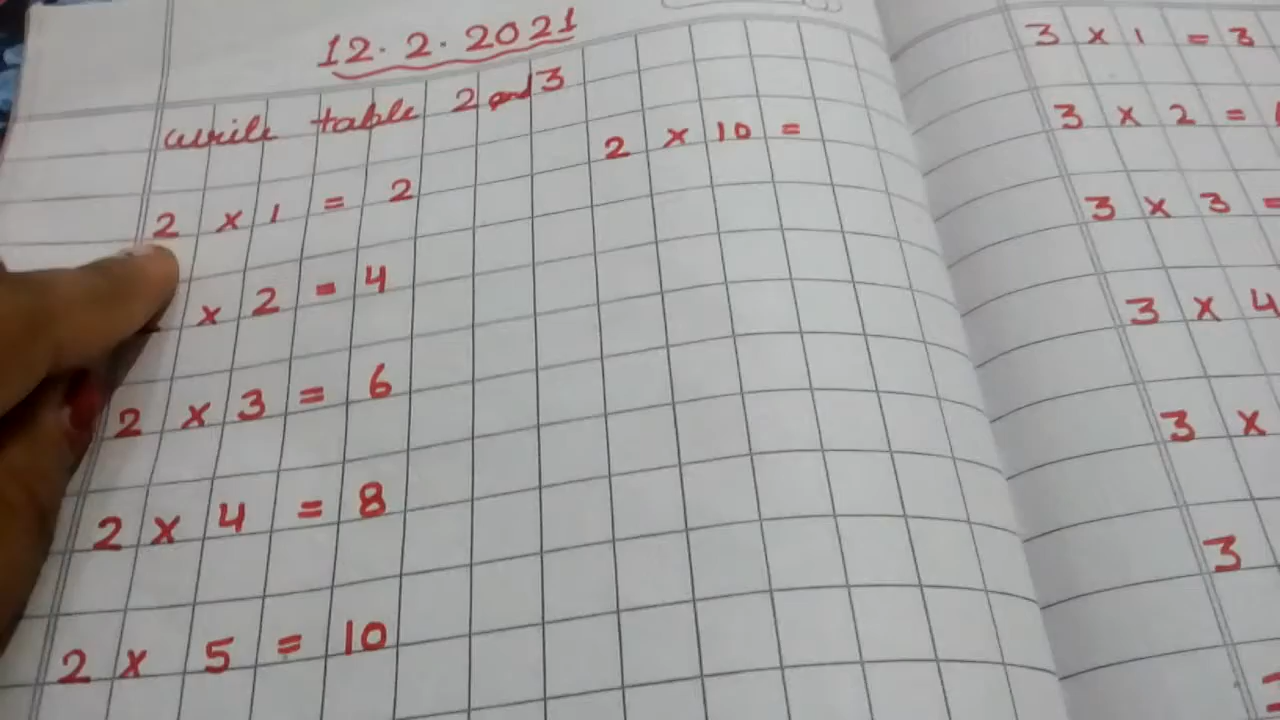 12.2.2021
write table 2 and 3
2 x 1 = 2
x 2 = 4
2 x 3 = 6
2 x 4 = 8
2 x 5 = 10
2 x 10 =
3 x 1 = 3
3 x 2 =
3 x 3 =
3 x 4
3 x
3